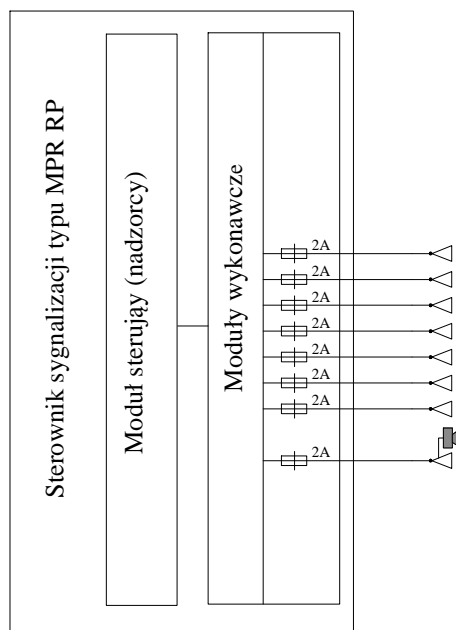 Sterownik sygnalizacji typu MPR RP
Moduł sterujący (nadzorcy)
Moduły wykonawcze
2A
2A
2A
2A
2A
2A
2A
2A